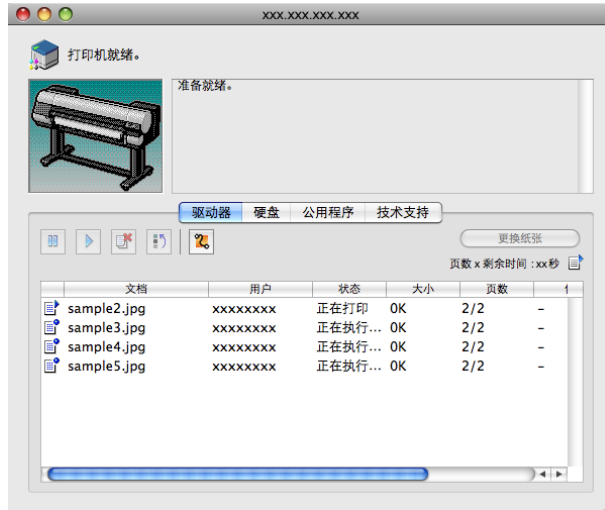 xxx.xxx.xxx.xxx
打印机就绪。
准备就绪。
驱动器 硬盘 公用程序 技术支持
更换纸张
页数 x 剩余时间 :xx秒
文档 用户 状态 大小 页数
sample2.jpg xxxxxxxx 正在打印 0K 2/2 –
sample3.jpg xxxxxxxx 正在执行... 0K 2/2 –
sample4.jpg xxxxxxxx 正在执行... 0K 2/2 –
sample5.jpg xxxxxxxx 正在执行... 0K 2/2 –